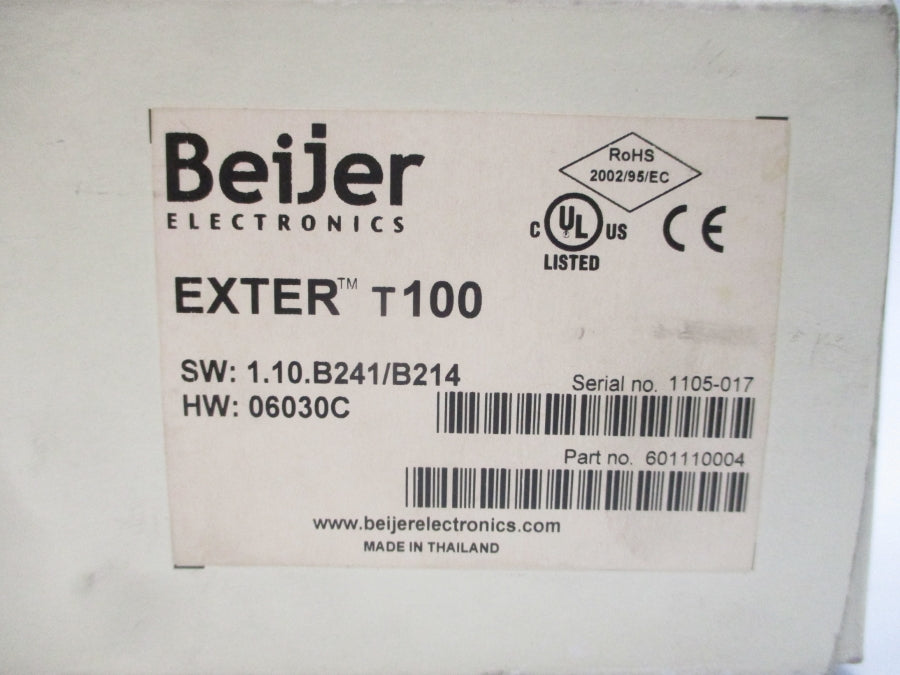 Beijer
ELECTRONICS
RoHS
2002/95/EC
C UL US
LISTED
CE
EXTER™ T100
SW: 1.10.B241/B214
HW: 06030C
Serial no. 1105-017
Part no. 601110004
www.beijerelectronics.com
MADE IN THAILAND